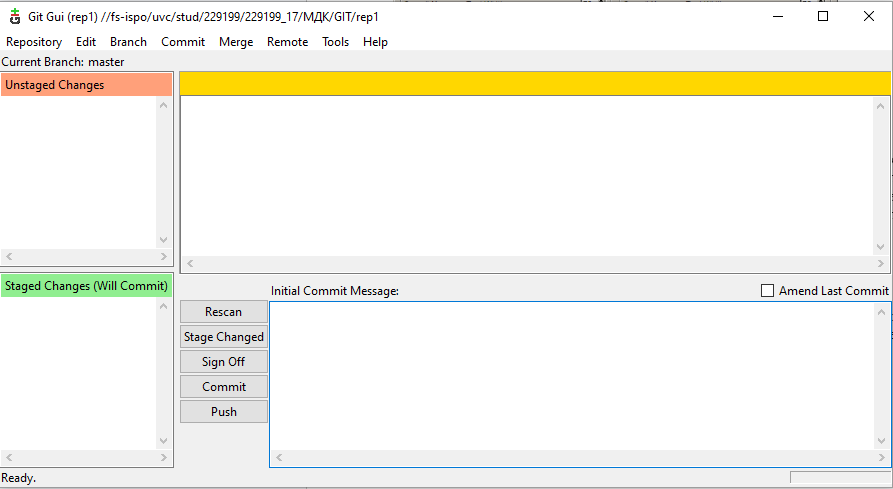 Git Gui (rep1) //fs-ispo/uvc/stud/229199/229199_17/МДК/GIT/rep1
Repository Edit Branch Commit Merge Remote Tools Help
Current Branch: master
Unstaged Changes
Staged Changes (Will Commit)
Initial Commit Message:
Amend Last Commit
Rescan
Stage Changed
Sign Off
Commit
Push
Ready.